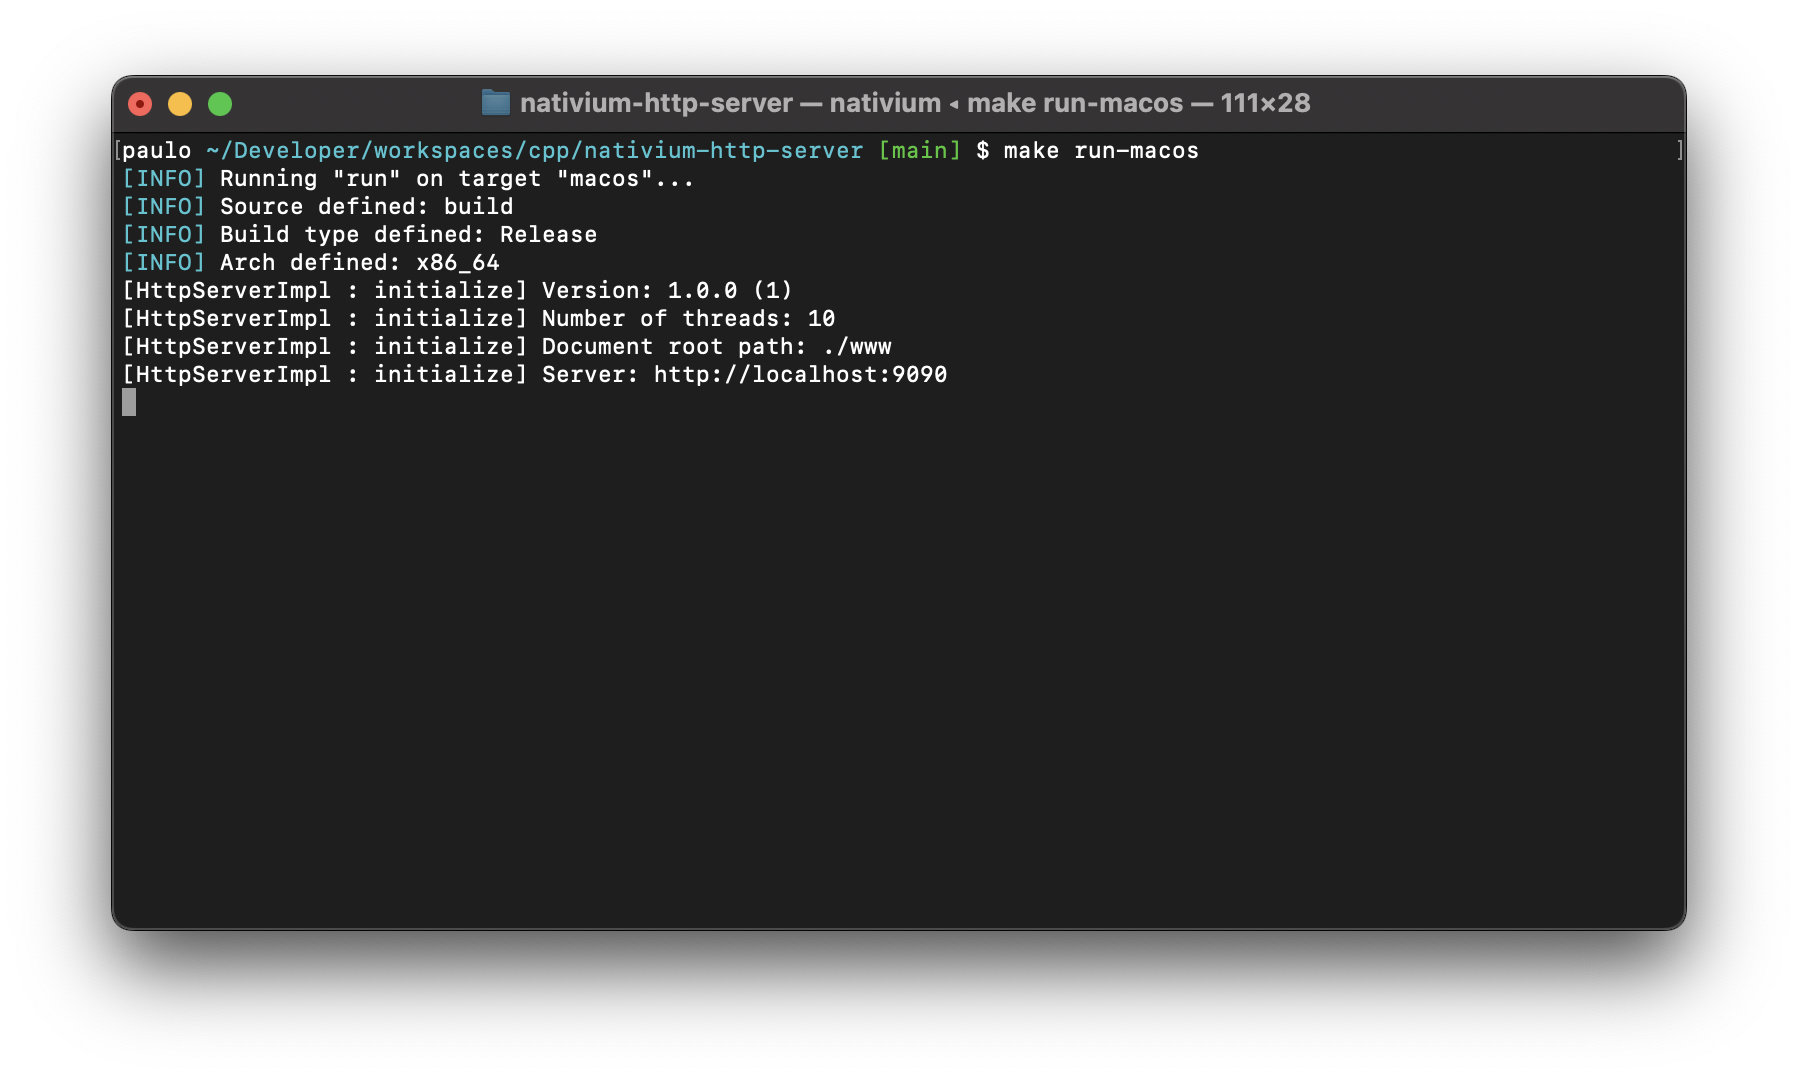 nativium-http-server — nativium ◂ make run-macos — 111×28
[paulo ~/Developer/workspaces/cpp/nativium-http-server [main] $ make run-macos ]
[INFO] Running "run" on target "macos"...
[INFO] Source defined: build
[INFO] Build type defined: Release
[INFO] Arch defined: x86_64
[HttpServerImpl : initialize] Version: 1.0.0 (1)
[HttpServerImpl : initialize] Number of threads: 10
[HttpServerImpl : initialize] Document root path: ./www
[HttpServerImpl : initialize] Server: http://localhost:9090